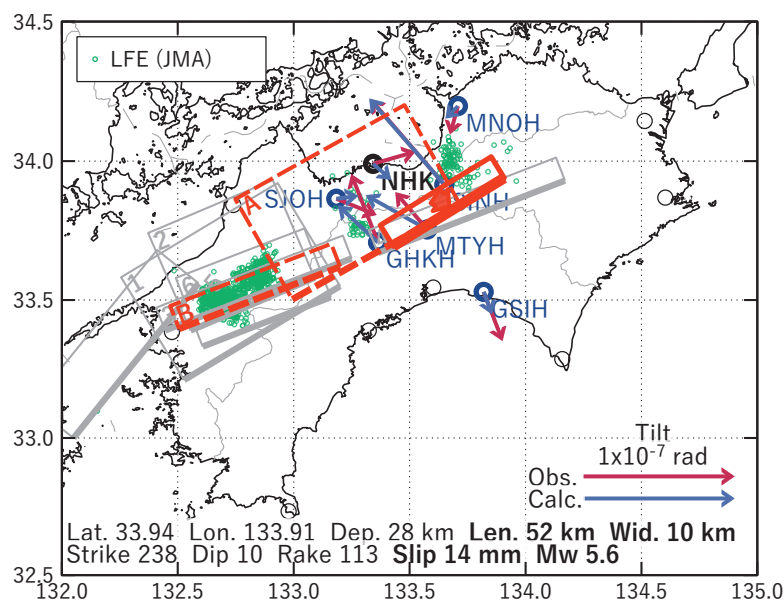 34.5
LFE (JMA)
MNOH
34.0
NHK
A
SJOH
INH
2
MTYH
GHKH
1
6
5
33.5
B
GSIH
33.0
Tilt
1x10⁻⁷ rad
Obs.
Calc.
Lat. 33.94 Lon. 133.91 Dep. 28 km Len. 52 km Wid. 10 km
Strike 238 Dip 10 Rake 113 Slip 14 mm Mw 5.6
32.5
132.0 132.5 133.0 133.5 134.0 134.5 135.0